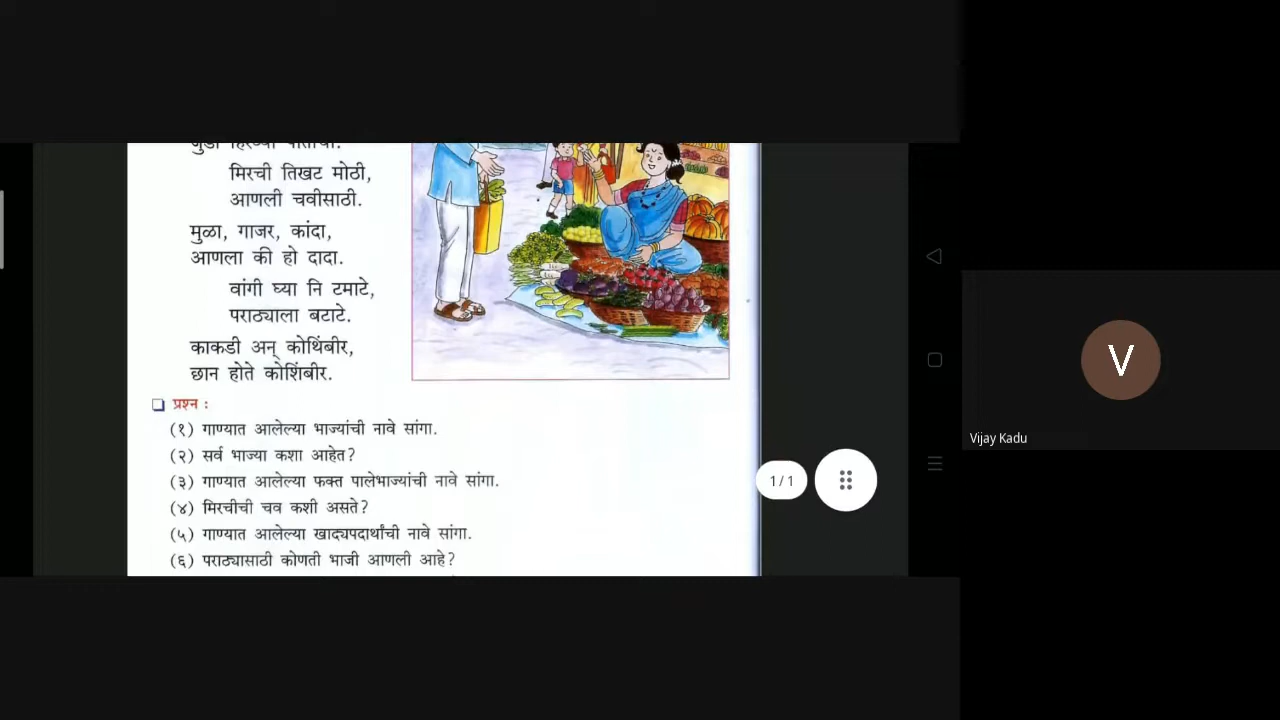 मिरची तिखट मोठी,
आणली चवीसाठी.
मुळा, गाजर, कांदा,
आणला की हो दादा.
वांगी घ्या नि टमाटे,
पराठ्याला बटाटे.
काकडी अन् कोथिंबीर,
छान होते कोशिंबीर.
❑ प्रश्न :
(१) गाण्यात आलेल्या भाज्यांची नावे सांगा.
(२) सर्व भाज्या कशा आहेत?
(३) गाण्यात आलेल्या फक्त पालेभाज्यांची नावे सांगा.
(४) मिरचीची चव कशी असते?
(५) गाण्यात आलेल्या खाद्यपदार्थांची नावे सांगा.
(६) पराठ्यासाठी कोणती भाजी आणली आहे?
1 / 1
V
Vijay Kadu